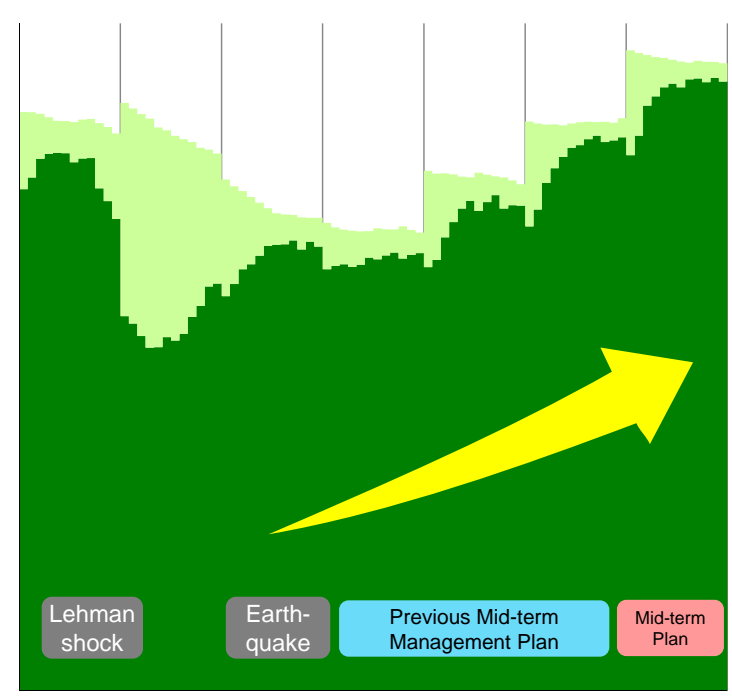 Lehman
shock
Earth-
quake
Previous Mid-term
Management Plan
Mid-term
Plan